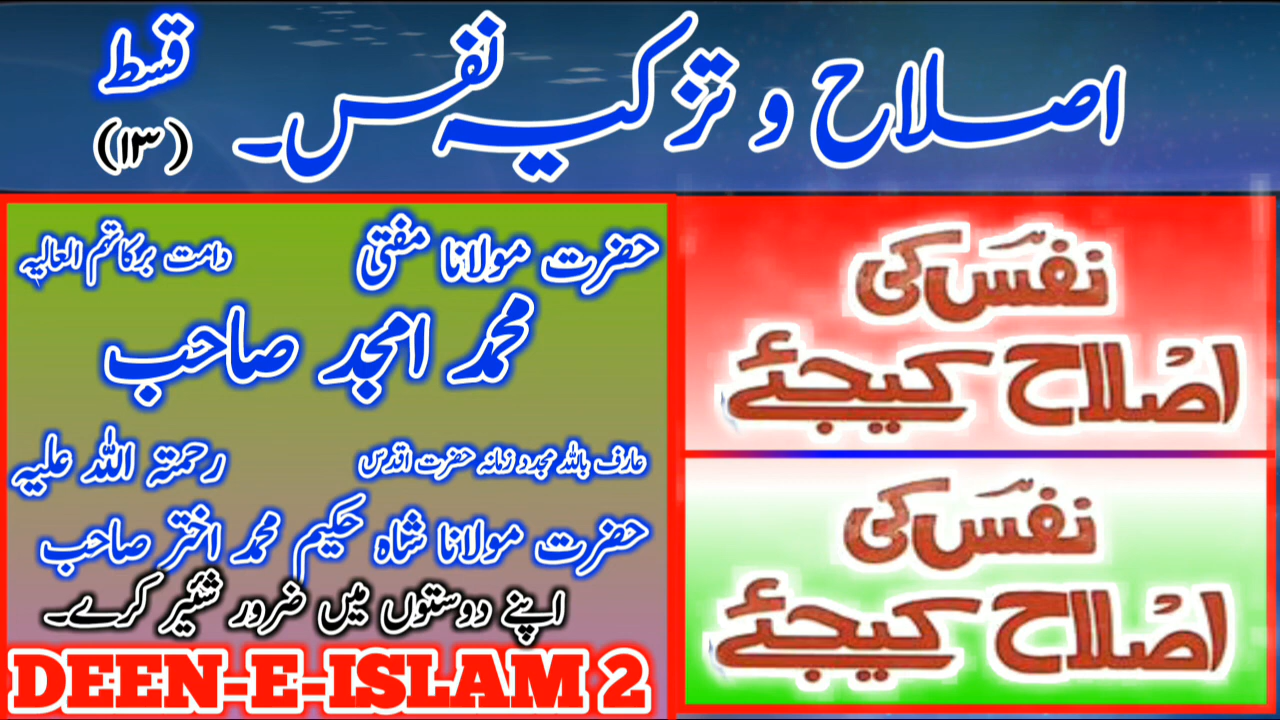 اصلاح و تزکیہ نفس۔
قسط
(۱۳)
حضرت مولانا مفتی دامت برکاتہم العالیہ
محمد امجد صاحب
عارف باللہ مجدد زمانہ حضرت اقدس رحمتہ اللہ علیہ
حضرت مولانا شاہ حکیم محمد اختر صاحب
اپنے دوستوں میں ضرور شئیر کرے۔
DEEN-E-ISLAM 2
نفس کی
اصلاح کیجئے
نفس کی
اصلاح کیجئے